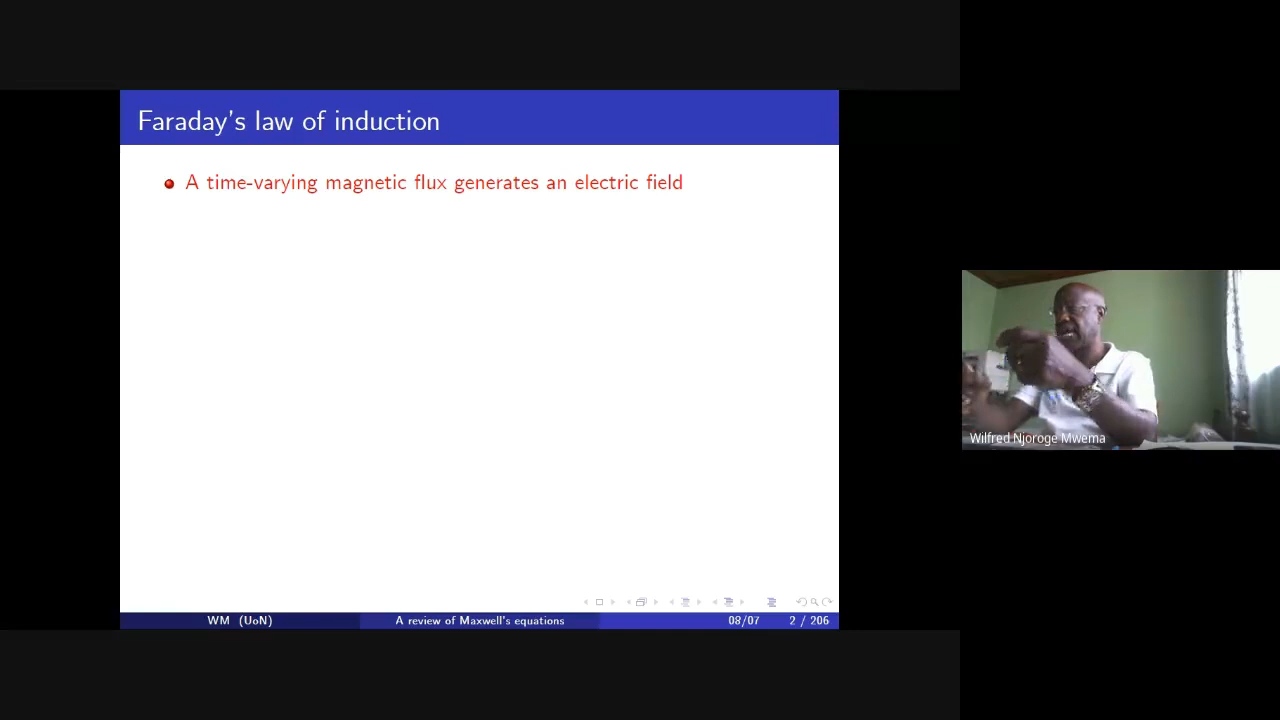 Faraday's law of induction
A time-varying magnetic flux generates an electric field
Wilfred Njoroge Mwema
WM (UoN) A review of Maxwell's equations 08/07 2 / 206